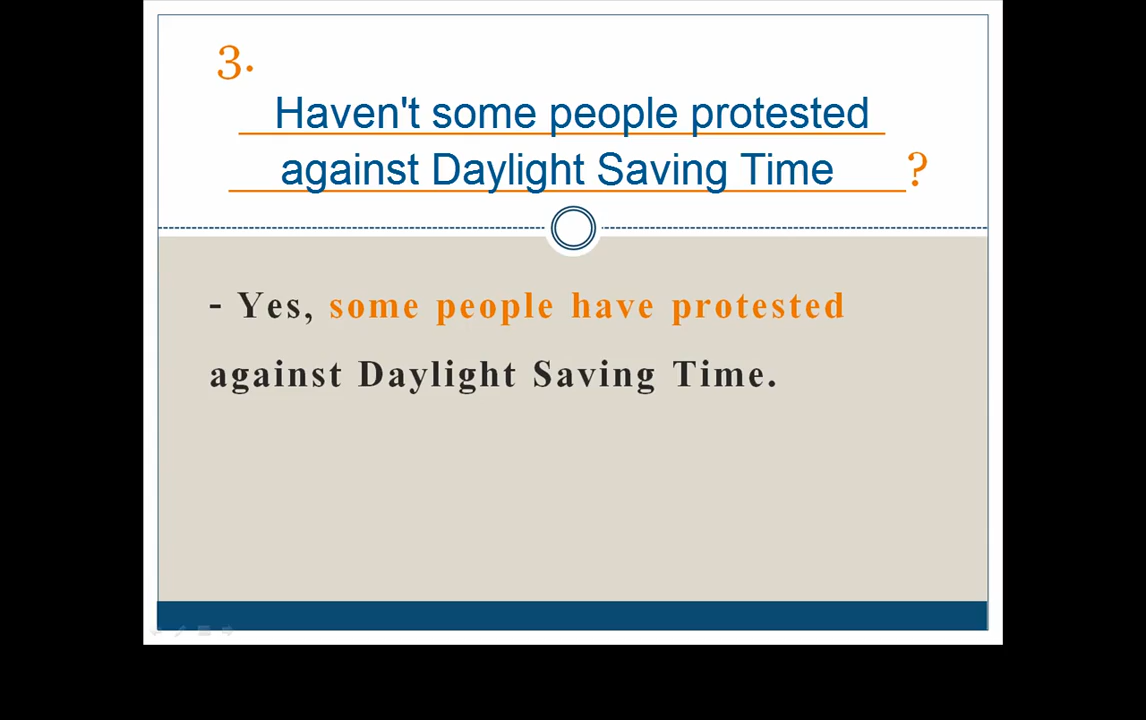 3.
Haven't some people protested
against Daylight Saving Time ?
- Yes, some people have protested
against Daylight Saving Time.